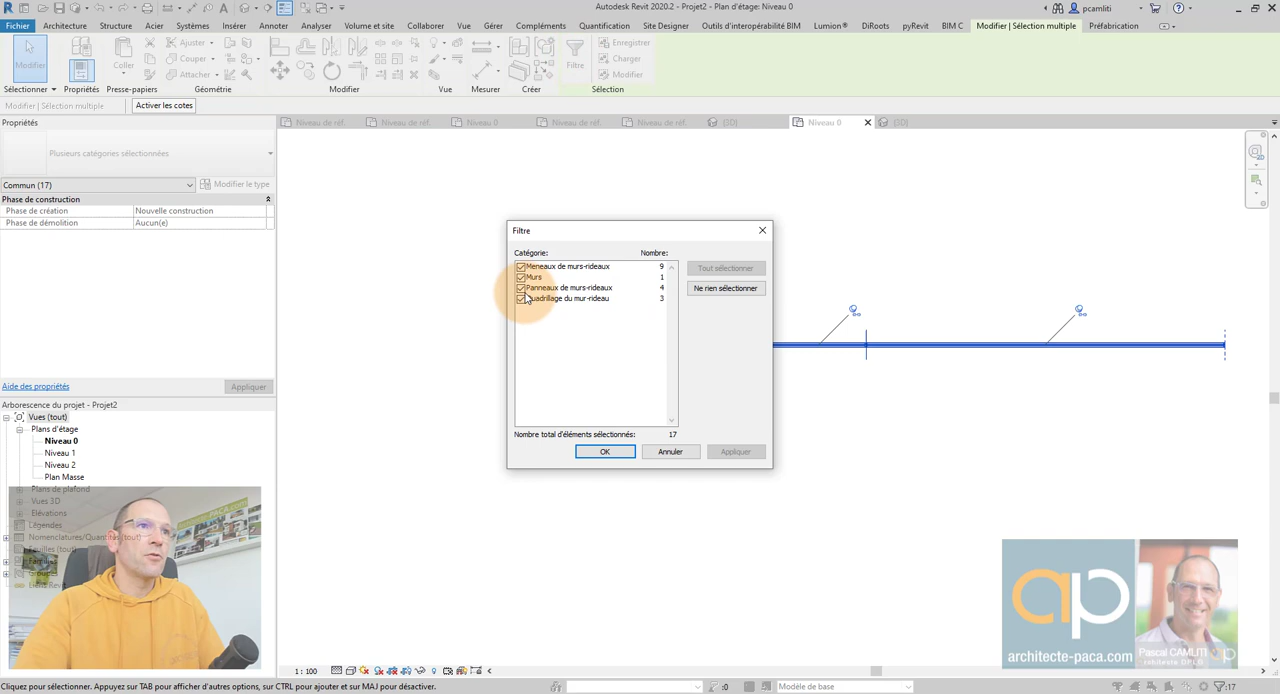 Autodesk Revit 2020.2 - Projet2 - Plan d'étage: Niveau 0
pcamliti
Fichier Architecture Structure Acier Systèmes Insérer Annoter Analyser Volume et site Collaborer Vue Gérer Compléments Quantification Site Designer Outils d'interopérabilité BIM Lumion® DiRoots pyRevit BIM C Modifier | Sélection multiple Préfabrication
Ajuster
Couper
Attacher
Modifier
Coller
Filtre
Enregistrer
Charger
Modifier
Sélectionner Propriétés Presse-papiers Géométrie Modifier Vue Mesurer Créer Sélection
Modifier | Sélection multiple Activer les cotes
Propriétés
Niveau de réf. Niveau de réf. Niveau 0 Niveau de réf. Niveau de réf. {3D} Niveau 0 {3D}
Plusieurs catégories sélectionnées
Commun (17) Modifier le type
Phase de construction
Phase de création Nouvelle construction
Phase de démolition Aucun(e)
Aide des propriétés Appliquer
Arborescence du projet - Projet2
Vues (tout)
Plans d'étage
Niveau 0
Niveau 1
Niveau 2
Plan Masse
Plans de plafond
Vues 3D
Elévations
Légendes
Nomenclatures/Quantités (tout)
Feuilles (tout)
Familles
Groupes
Liens Revit
Filtre
Catégorie: Nombre:
Meneaux de murs-rideaux 9
Murs 1
Panneaux de murs-rideaux 4
Quadrillage du mur-rideau 3
Tout sélectionner
Ne rien sélectionner
Nombre total d'éléments sélectionnés: 17
OK Annuler Appliquer
ap
architecte-paca.com
Pascal CAMLITI
architecte DPLG
1 : 100
Cliquez pour sélectionner. Appuyez sur TAB pour afficher d'autres options, sur CTRL pour ajouter et sur MAJ pour désactiver.
:0
Modèle de base
:17